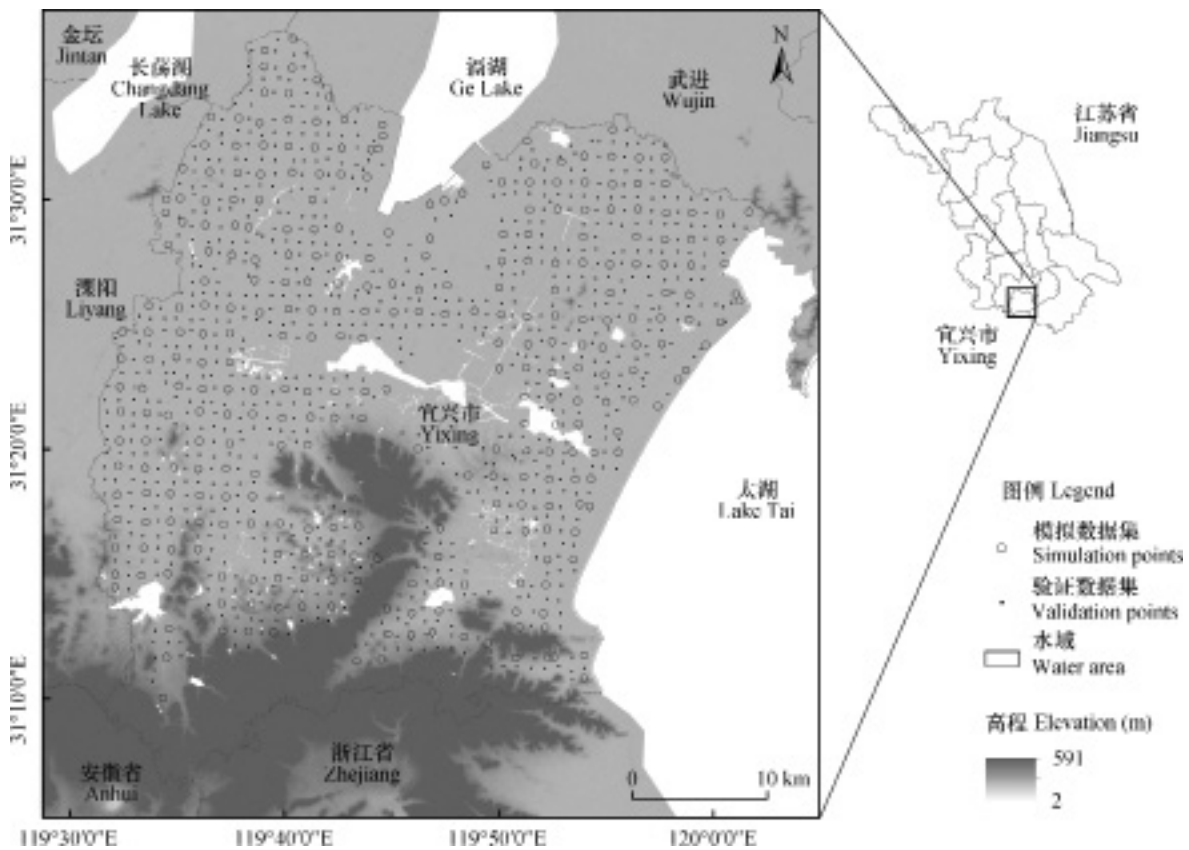 金坛
Jintan
长荡湖
Changdang
Lake
滆湖
Ge Lake
武进
Wujin
N
江苏省
Jiangsu
溧阳
Liyang
宜兴市
Yixing
宜兴市
Yixing
太湖
Lake Tai
图例 Legend
模拟数据集
Simulation points
验证数据集
Validation points
水域
Water area
高程 Elevation (m)
591
2
浙江省
Zhejiang
安徽省
Anhui
0
10 km
31°30'0"E
31°20'0"E
31°10'0"E
119°30'0"E
119°40'0"E
119°50'0"E
120°0'0"E